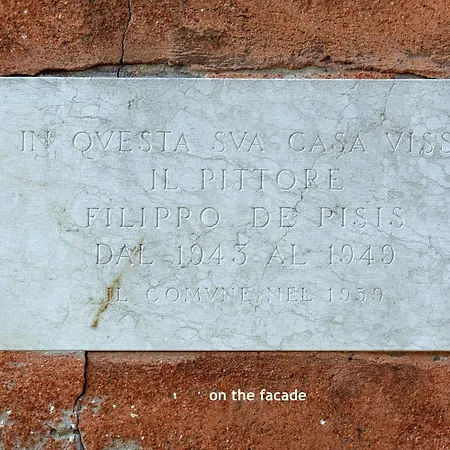 IN QVESTA SVA CASA VISS
IL PITTORE
FILIPPO DE PISIS
DAL 1943 AL 1949
IL COMVNE NEL 1959
on the facade